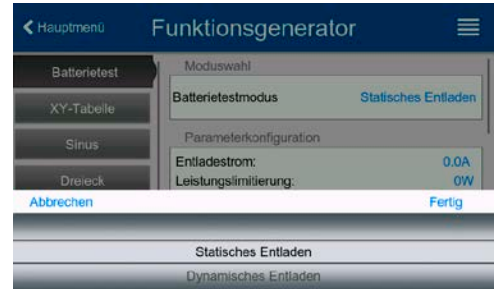 Hauptmenü
Funktionsgenerator
Batterietest
Moduswahl
Batterietestmodus Statisches Entladen
XY-Tabelle
Parameterkonfiguration
Sinus
Entladestrom: 0.0A
Leistungslimitierung: 0W
Dreieck
Abbrechen Fertig
Statisches Entladen
Dynamisches Entladen